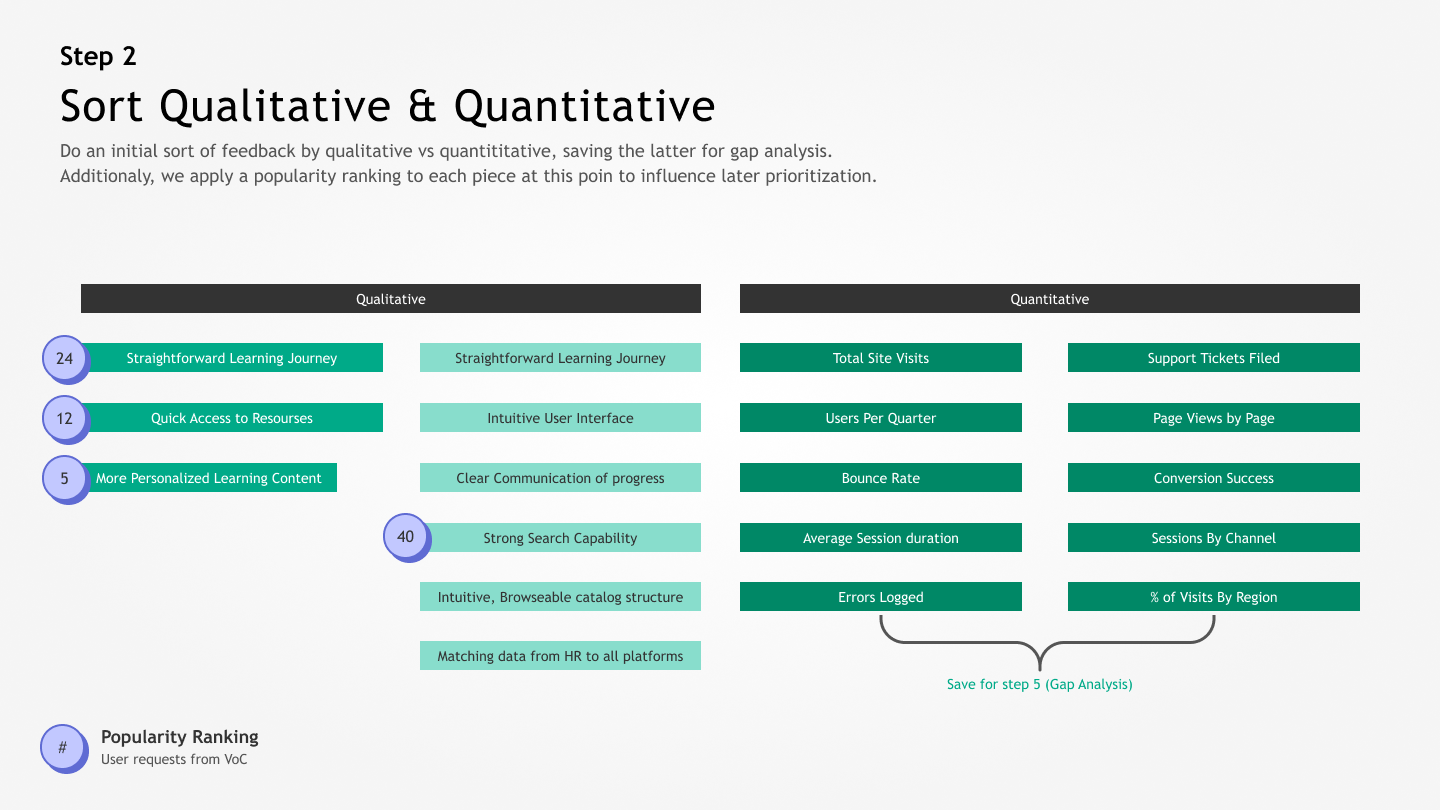 Step 2
Sort Qualitative & Quantitative
Do an initial sort of feedback by qualitative vs quantititative, saving the latter for gap analysis.
Additionaly, we apply a popularity ranking to each piece at this poin to influence later prioritization.
Qualitative
Quantitative
24
Straightforward Learning Journey
Straightforward Learning Journey
Total Site Visits
Support Tickets Filed
12
Quick Access to Resourses
Intuitive User Interface
Users Per Quarter
Page Views by Page
5
More Personalized Learning Content
Clear Communication of progress
Bounce Rate
Conversion Success
40
Strong Search Capability
Average Session duration
Sessions By Channel
Intuitive, Browseable catalog structure
Errors Logged
% of Visits By Region
Matching data from HR to all platforms
Save for step 5 (Gap Analysis)
#
Popularity Ranking
User requests from VoC